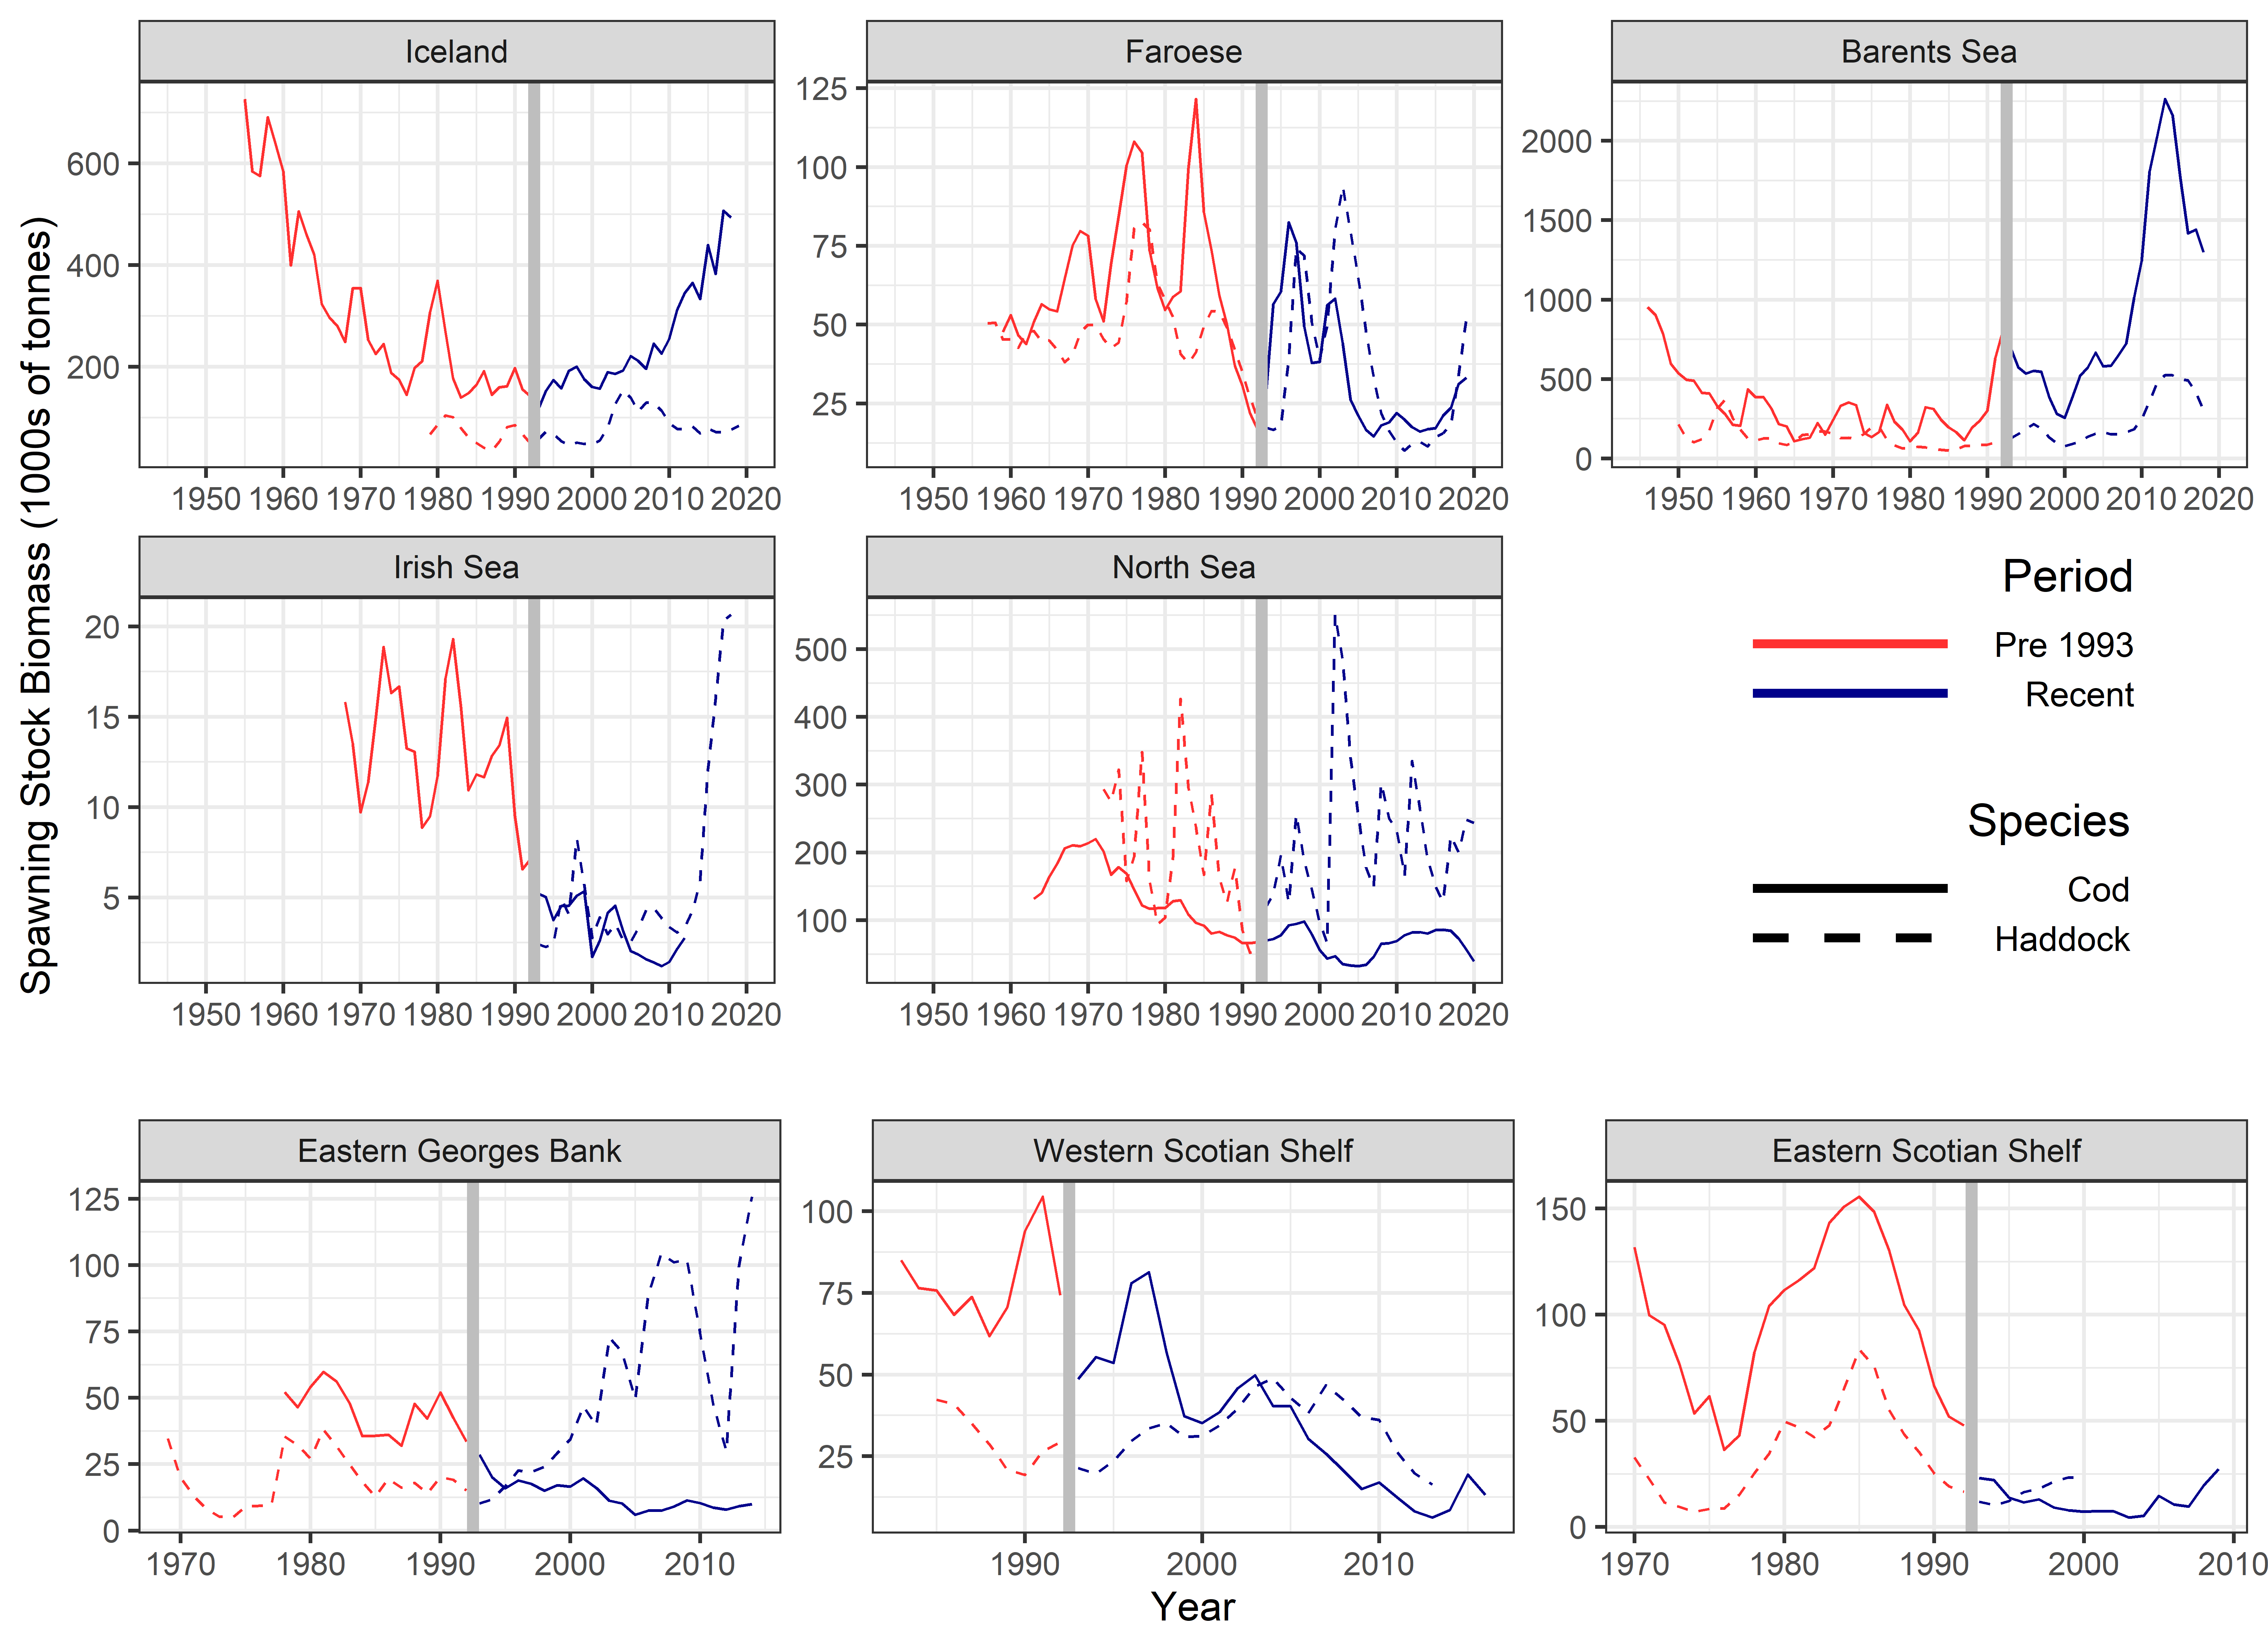 Iceland
Faroese
Barents Sea
600
400
200
125
100
75
50
25
2000
1500
1000
500
0
1950 1960 1970 1980 1990 2000 2010 2020
1950 1960 1970 1980 1990 2000 2010 2020
1950 1960 1970 1980 1990 2000 2010 2020
Spawning Stock Biomass (1000s of tonnes)
Irish Sea
North Sea
20
15
10
5
500
400
300
200
100
1950 1960 1970 1980 1990 2000 2010 2020
1950 1960 1970 1980 1990 2000 2010 2020
Period
Pre 1993
Recent
Species
Cod
Haddock
Eastern Georges Bank
Western Scotian Shelf
Eastern Scotian Shelf
125
100
75
50
25
0
100
75
50
25
150
100
50
0
1970 1980 1990 2000 2010
1990 2000 2010
1970 1980 1990 2000 2010
Year